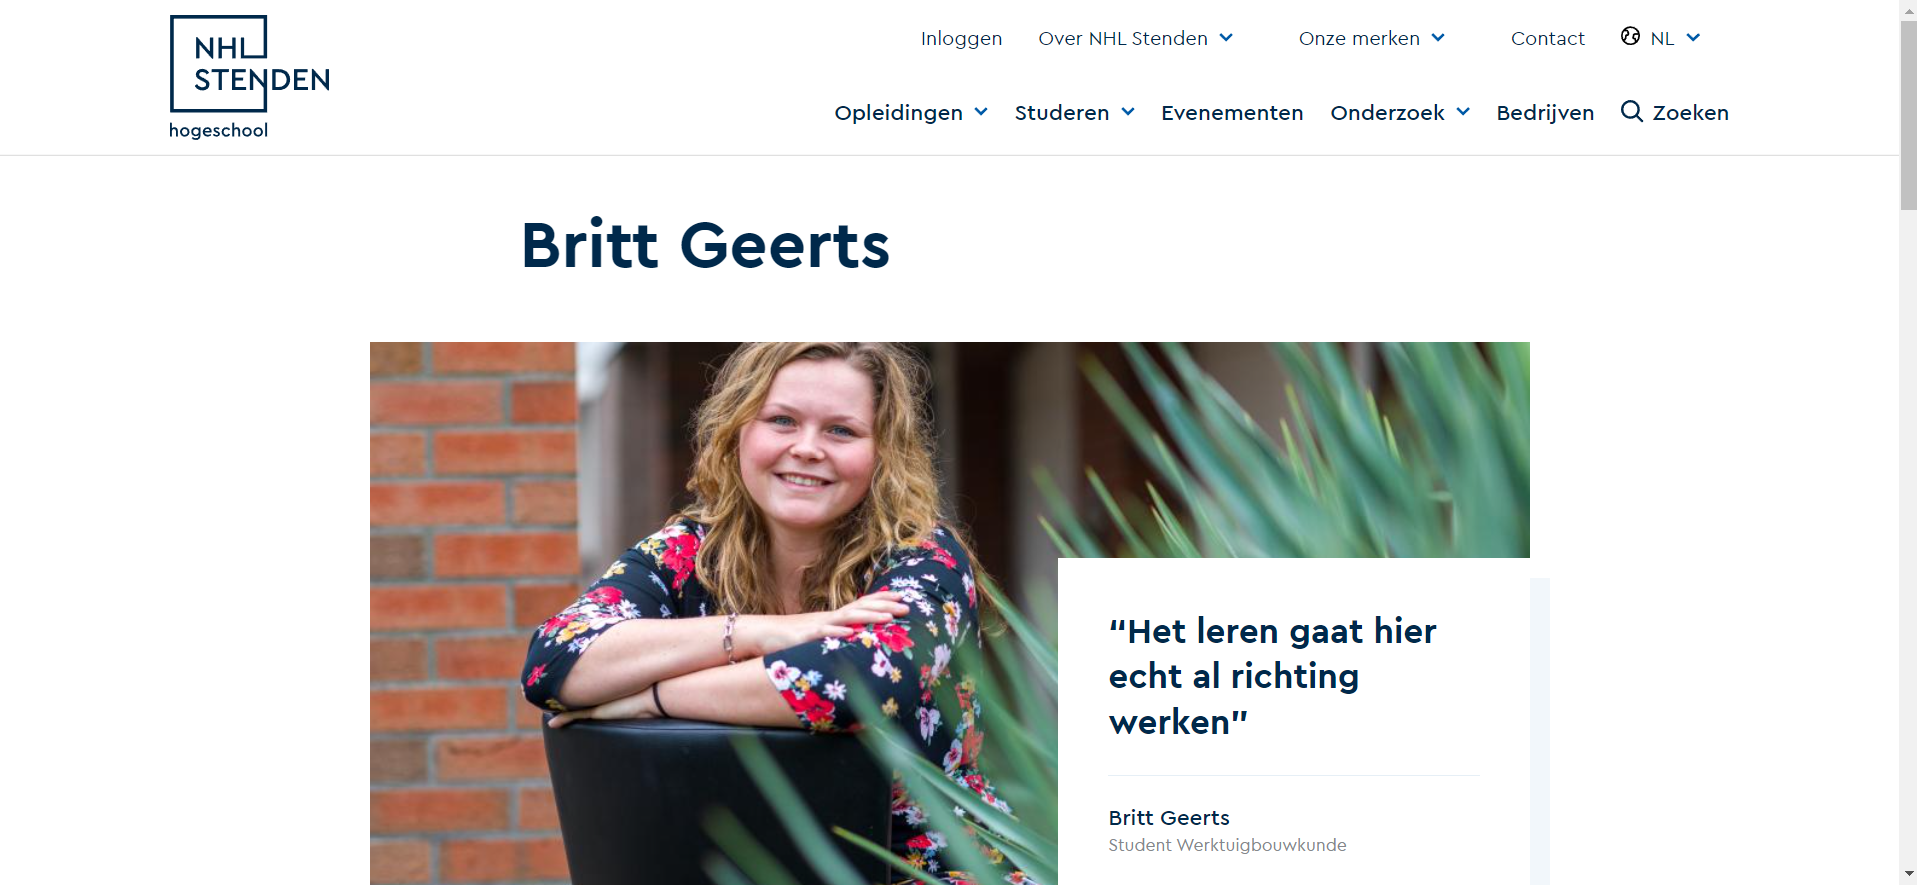 NHL
STENDEN
hogeschool
Inloggen Over NHL Stenden Onze merken Contact NL
Opleidingen Studeren Evenementen Onderzoek Bedrijven Zoeken
Britt Geerts
“Het leren gaat hier
echt al richting
werken”
Britt Geerts
Student Werktuigbouwkunde